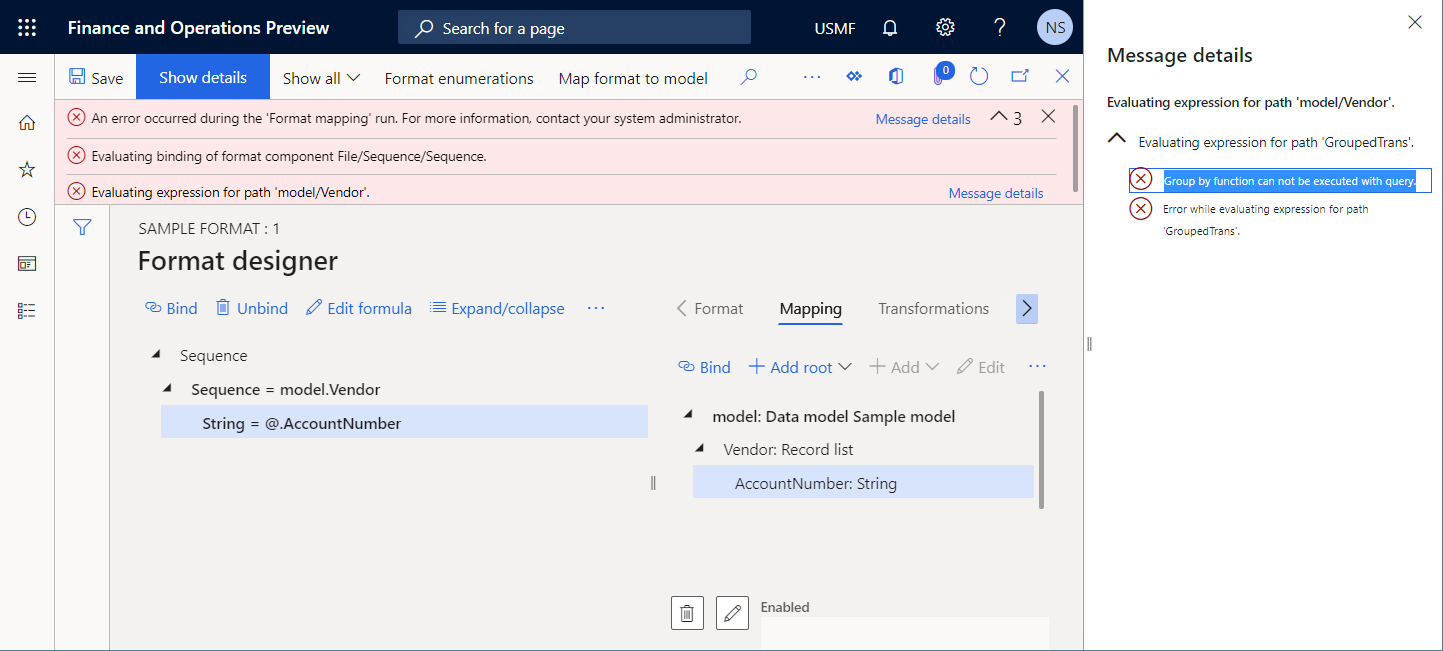 Finance and Operations Preview
Search for a page
USMF
NS
Save
Show details
Show all
Format enumerations
Map format to model
0
An error occurred during the 'Format mapping' run. For more information, contact your system administrator.
Message details
3
Evaluating binding of format component File/Sequence/Sequence.
Evaluating expression for path 'model/Vendor'.
Message details
SAMPLE FORMAT : 1
Format designer
Bind
Unbind
Edit formula
Expand/collapse
Format
Mapping
Transformations
Sequence
Sequence = model.Vendor
String = @.AccountNumber
Bind
Add root
Add
Edit
model: Data model Sample model
Vendor: Record list
AccountNumber: String
Enabled
Message details
Evaluating expression for path 'model/Vendor'.
Evaluating expression for path 'GroupedTrans'.
Group by function can not be executed with query.
Error while evaluating expression for path
'GroupedTrans'.